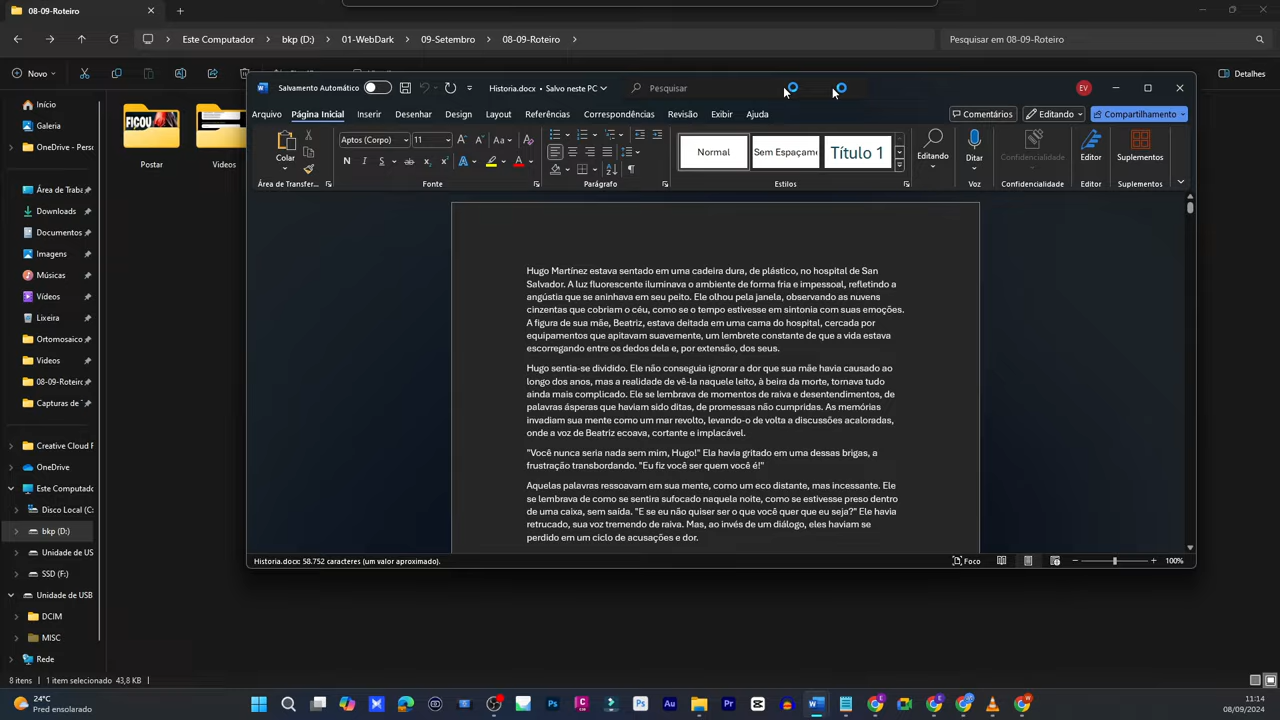 08-09-Roteiro
Este Computador
bkp (D:)
01-WebDark
09-Setembro
08-09-Roteiro
Pesquisar em 08-09-Roteiro
Novo
Detalhes
Início
Galeria
OneDrive - Perso
Área de Traba
Downloads
Documentos
Imagens
Músicas
Vídeos
Lixeira
Ortomosaico
Videos
08-09-Roteiro
Capturas de T
Creative Cloud F
OneDrive
Este Computador
Disco Local (C:
bkp (D:)
Unidade de US
SSD (F:)
Unidade de USB
DCIM
MISC
Rede
FICOU
Postar
Videos
Salvamento Automático
Historia.docx • Salvo neste PC
Pesquisar
EV
Arquivo
Página Inicial
Inserir
Desenhar
Design
Layout
Referências
Correspondências
Revisão
Exibir
Ajuda
Comentários
Editando
Compartilhamento
Colar
Aptos (Corpo)
11
Normal
Sem Espaçam
Título 1
Editando
Ditar
Confidencialidade
Editor
Suplementos
Área de Transfer...
Fonte
Parágrafo
Estilos
Voz
Confidencialidade
Editor
Suplementos
Hugo Martínez estava sentado em uma cadeira dura, de plástico, no hospital de San
Salvador. A luz fluorescente iluminava o ambiente de forma fria e impessoal, refletindo a
angústia que se aninhava em seu peito. Ele olhou pela janela, observando as nuvens
cinzentas que cobriam o céu, como se o tempo estivesse em sintonia com suas emoções.
A figura de sua mãe, Beatriz, estava deitada em uma cama do hospital, cercada por
equipamentos que apitavam suavemente, um lembrete constante de que a vida estava
escorregando entre os dedos dela e, por extensão, dos seus.
Hugo sentia-se dividido. Ele não conseguia ignorar a dor que sua mãe havia causado ao
longo dos anos, mas a realidade de vê-la naquele leito, à beira da morte, tornava tudo
ainda mais complicado. Ele se lembrava de momentos de raiva e desentendimentos, de
palavras ásperas que haviam sido ditas, de promessas não cumpridas. As memórias
invadiam sua mente como um mar revolto, levando-o de volta a discussões acaloradas,
onde a voz de Beatriz ecoava, cortante e implacável.
"Você nunca seria nada sem mim, Hugo!" Ela havia gritado em uma dessas brigas, a
frustração transbordando. "Eu fiz você ser quem você é!"
Aquelas palavras ressoavam em sua mente, como um eco distante, mas incessante. Ele
se lembrava de como se sentira sufocado naquela noite, como se estivesse preso dentro
de uma caixa, sem saída. "E se eu não quiser ser o que você quer que eu seja?" Ele havia
retrucado, sua voz tremendo de raiva. Mas, ao invés de um diálogo, eles haviam se
perdido em um ciclo de acusações e dor.
Historia.docx: 58.752 caracteres (um valor aproximado).
Foco
100%
8 itens
1 item selecionado 43,8 KB
24°C
Pred ensolarado
11:14
08/09/2024